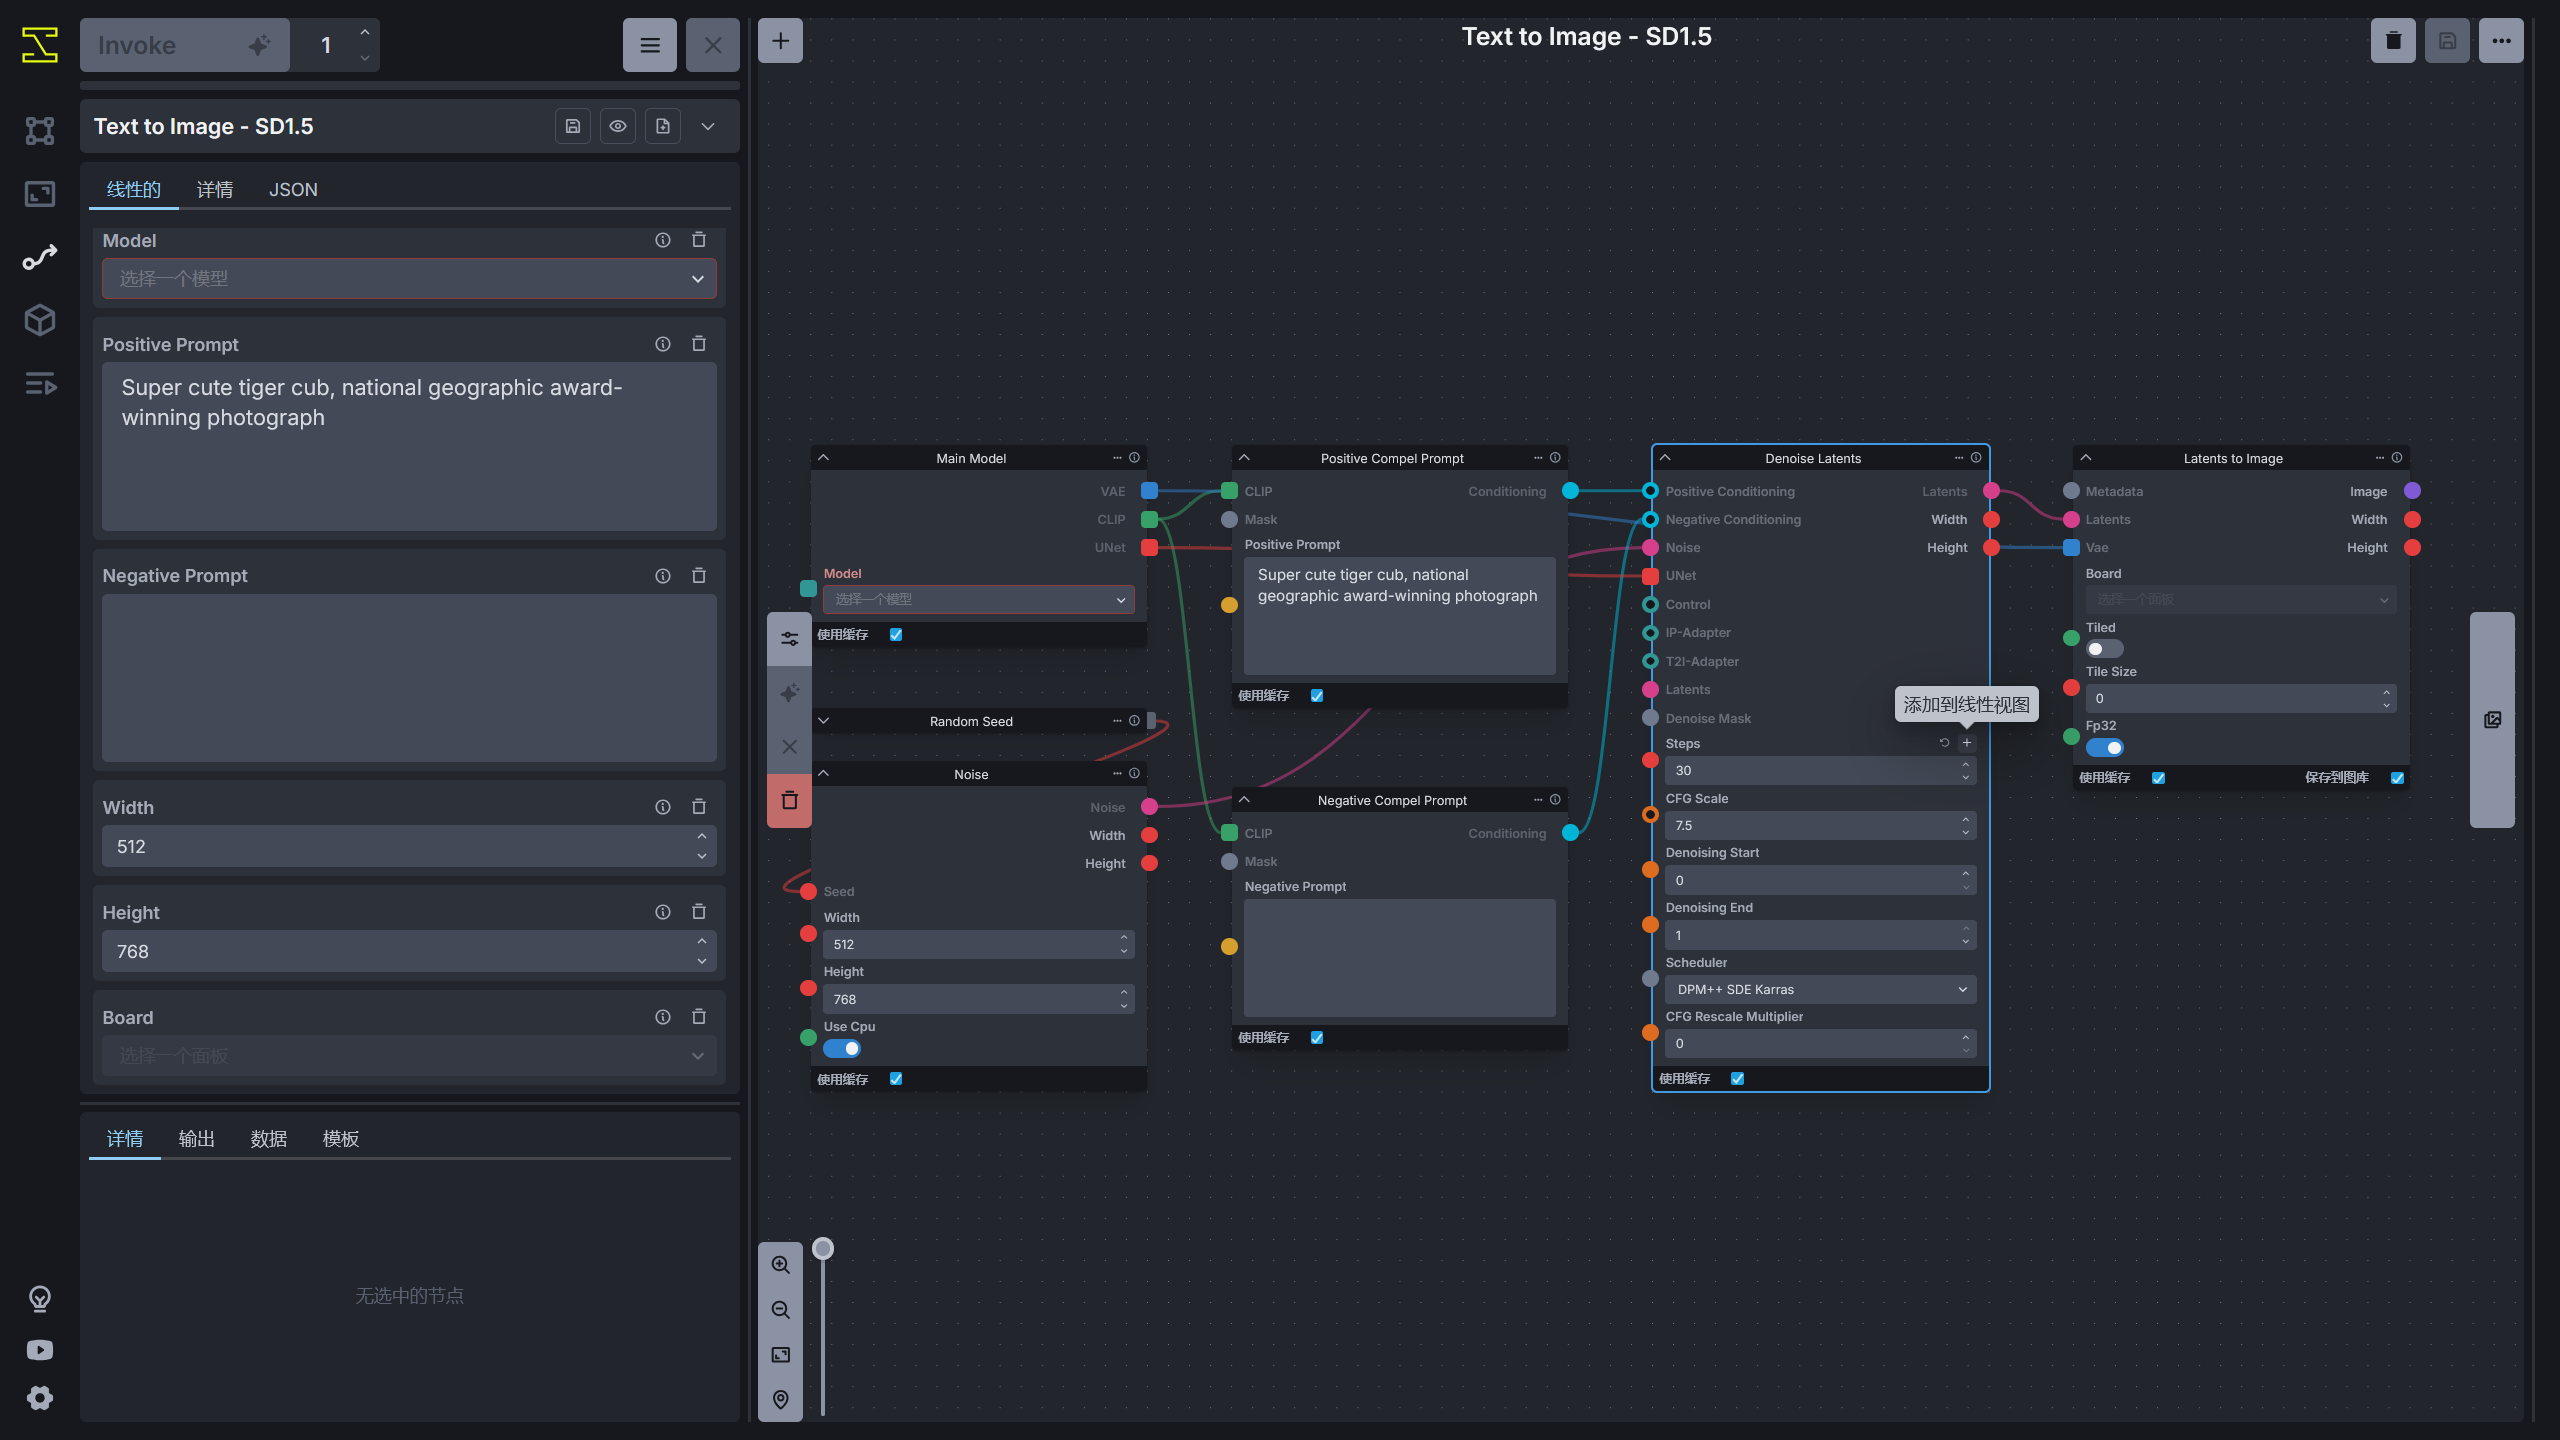 Invoke
1
Text to Image - SD1.5
线性的
详情
JSON
Model
选择一个模型
Positive Prompt
Super cute tiger cub, national geographic award-
winning photograph
Negative Prompt
Width
512
Height
768
Board
选择一个面板
详情
输出
数据
模板
无选中的节点
Text to Image - SD1.5
Main Model
VAE
CLIP
UNet
Model
选择一个模型
使用缓存
Random Seed
Noise
Noise
Width
Height
Seed
Width
512
Height
768
Use Cpu
使用缓存
Positive Compel Prompt
CLIP
Conditioning
Mask
Positive Prompt
Super cute tiger cub, national
geographic award-winning photograph
使用缓存
Negative Compel Prompt
CLIP
Conditioning
Mask
Negative Prompt
使用缓存
Denoise Latents
Positive Conditioning
Latents
Negative Conditioning
Width
Noise
Height
UNet
Control
IP-Adapter
T2I-Adapter
Latents
添加到线性视图
Denoise Mask
Steps
30
CFG Scale
7.5
Denoising Start
0
Denoising End
1
Scheduler
DPM++ SDE Karras
CFG Rescale Multiplier
0
使用缓存
Latents to Image
Metadata
Image
Latents
Width
Vae
Height
Board
选择一个面板
Tiled
Tile Size
0
Fp32
使用缓存
保存到图库